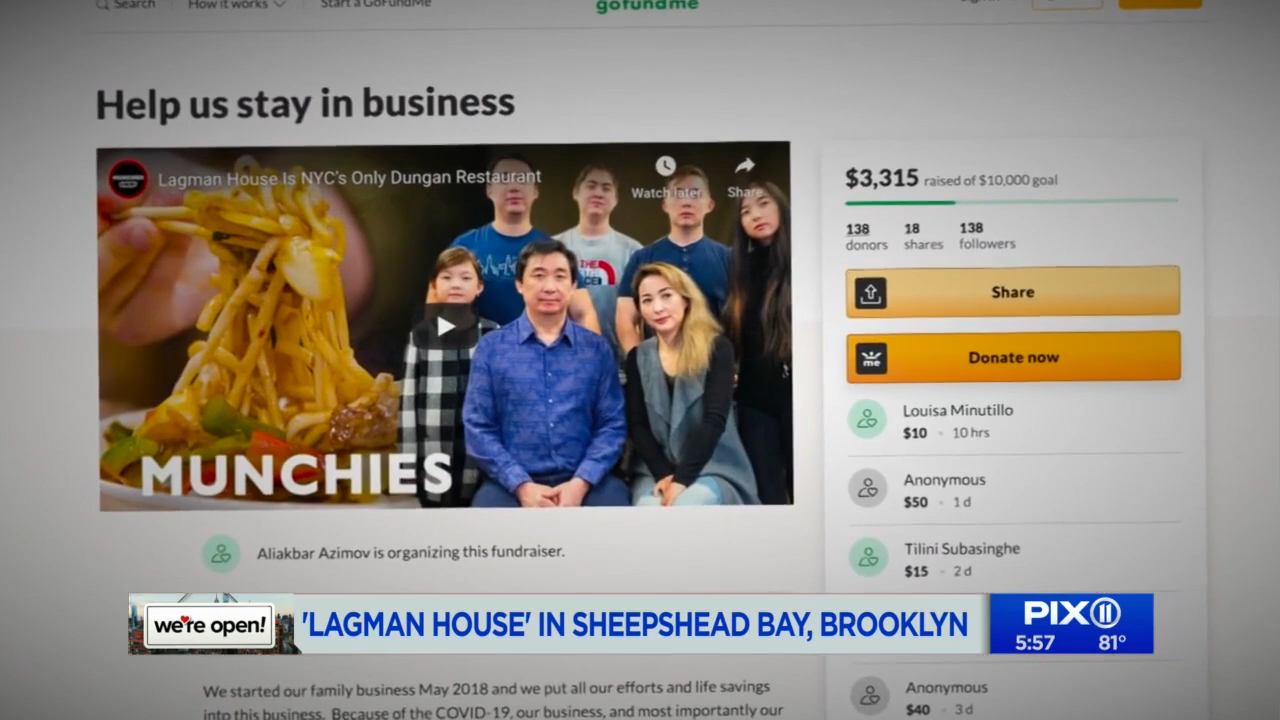 Search
How it works
Start a GoFundMe
gofundme
Help us stay in business
Lagman House Is NYC's Only Dungan Restaurant
Watch later
Share
THE
MUNCHIES
$3,315 raised of $10,000 goal
138 18 138
donors shares followers
Share
me Donate now
Louisa Minutillo
$10 • 10 hrs
Anonymous
$50 • 1 d
Tilini Subasinghe
$15 • 2 d
Aliakbar Azimov is organizing this fundraiser.
we're open!
'LAGMAN HOUSE' IN SHEEPSHEAD BAY, BROOKLYN
PIX 11
5:57 81°
Anonymous
$40 • 3 d
We started our family business May 2018 and we put all our efforts and life savings
into this business. Because of the COVID-19, our business, and most importantly our